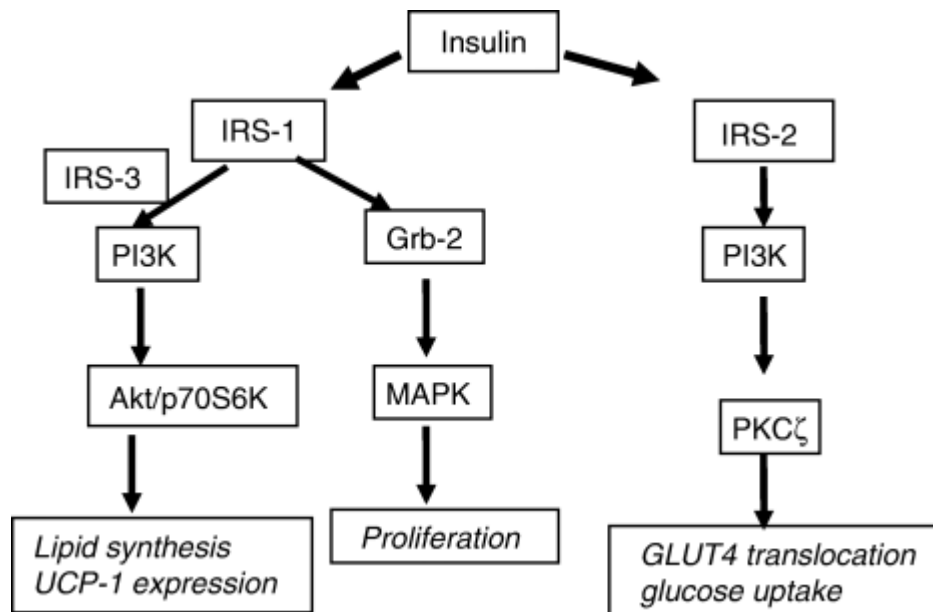 Insulin
IRS-1
IRS-2
IRS-3
PI3K
Grb-2
PI3K
Akt/p70S6K
MAPK
PKCζ
Lipid synthesis
UCP-1 expression
Proliferation
GLUT4 translocation
glucose uptake